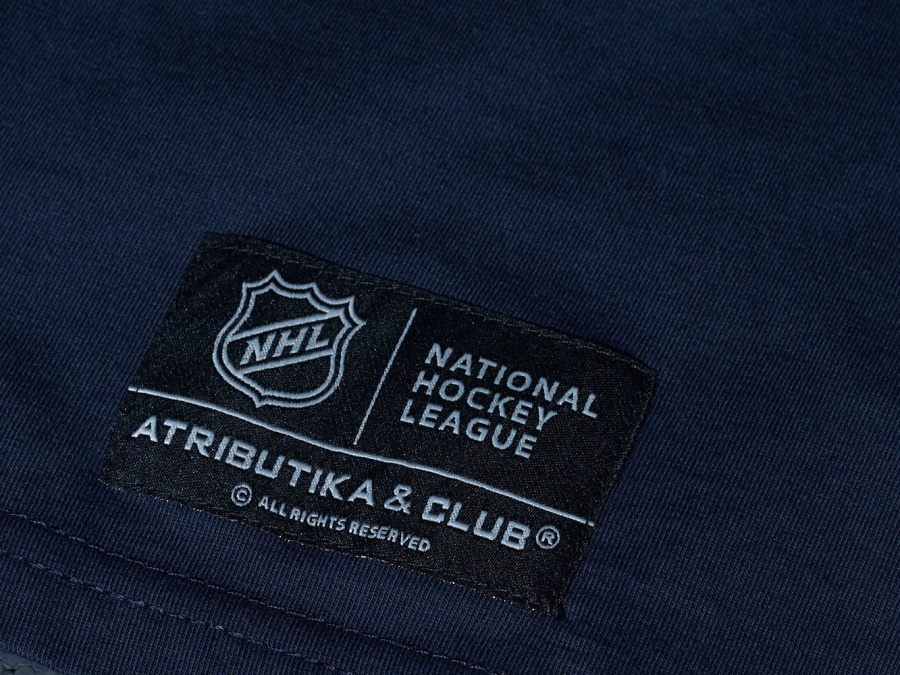 NHL
NATIONAL
HOCKEY
LEAGUE
ATRIBUTIKA & CLUB®
© ALL RIGHTS RESERVED